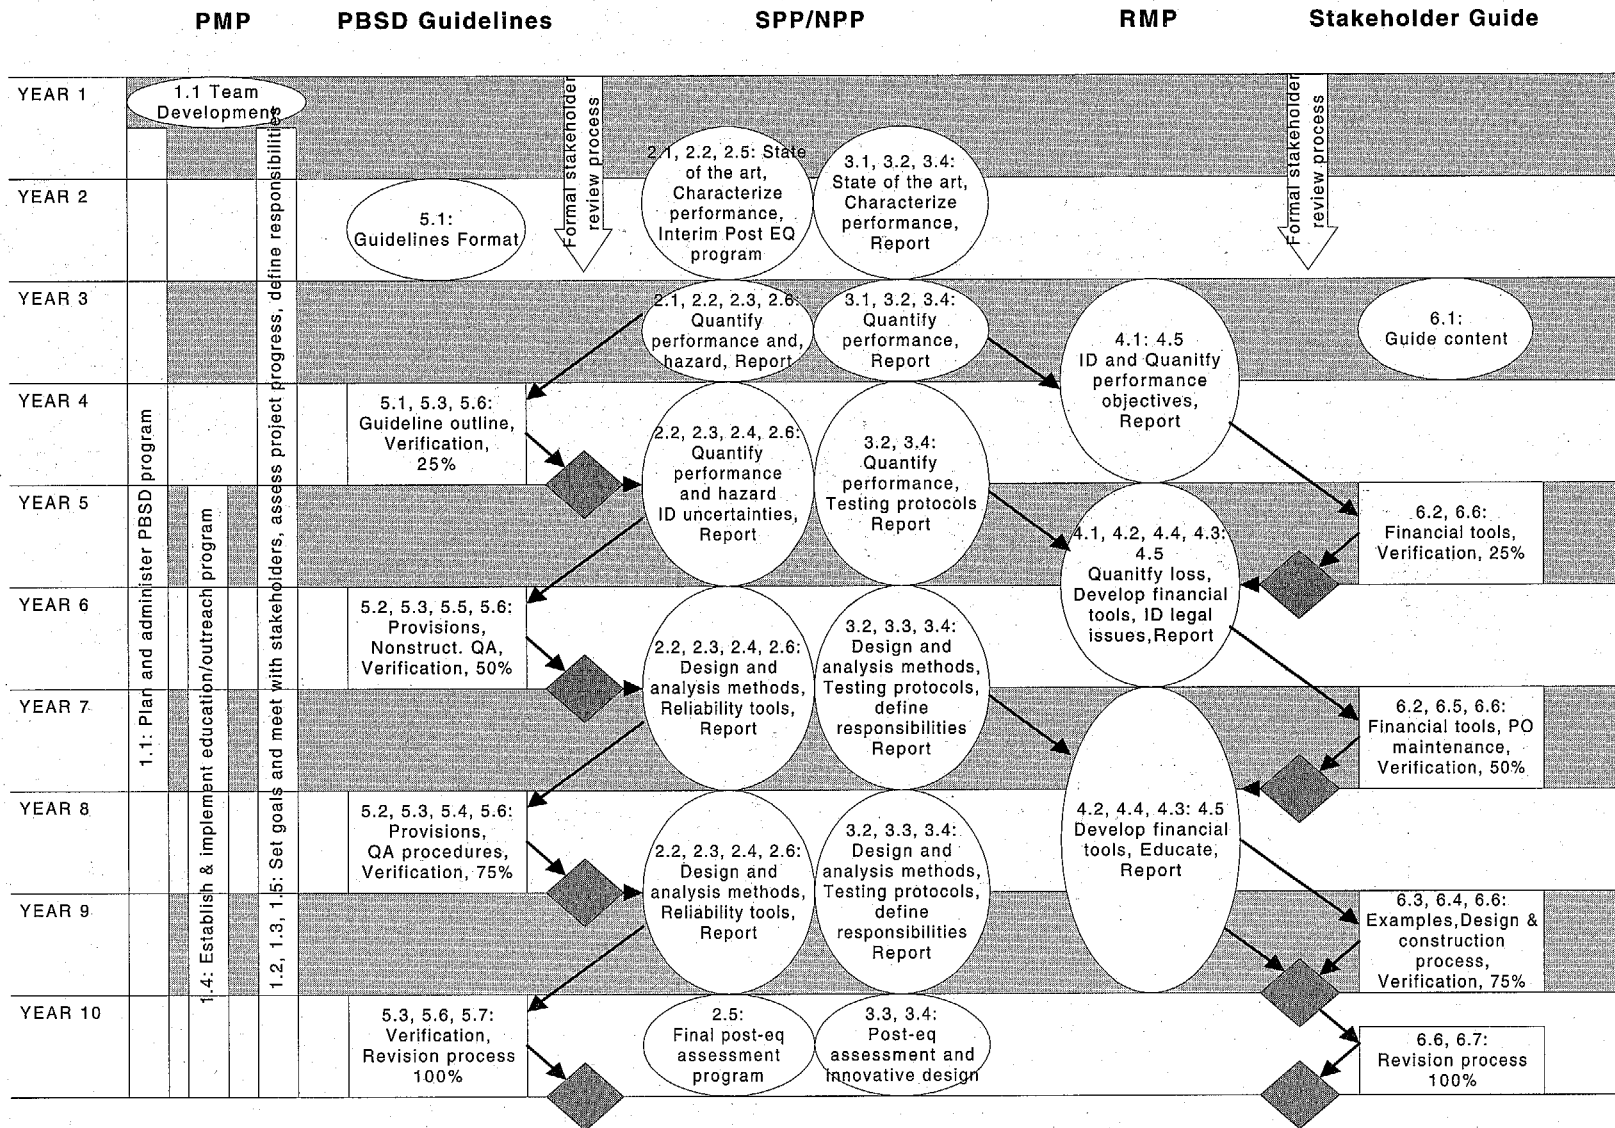 PMP
PBSD Guidelines
SPP/NPP
RMP
Stakeholder Guide
YEAR 1
1.1 Team
Development
Formal stakeholder
review process
Formal stakeholder
review process
2.1, 2.2, 2.5: State
of the art,
Characterize
performance,
Interim Post EQ
program
3.1, 3.2, 3.4:
State of the art,
Characterize
performance,
Report
YEAR 2
5.1:
Guidelines Format
YEAR 3
2.1, 2.2, 2.3, 2.6:
Quantify
performance and,
hazard, Report
3.1, 3.2, 3.4:
Quantify
performance,
Report
4.1: 4.5
ID and Quanitfy
performance
objectives,
Report
6.1:
Guide content
YEAR 4
5.1, 5.3, 5.6:
Guideline outline,
Verification,
25%
2.2, 2.3, 2.4, 2.6:
Quantify
performance
and hazard
ID uncertainties,
Report
3.2, 3.4:
Quantify
performance,
Testing protocols
Report
1.1: Plan and administer PBSD program
1.4: Establish & implement education/outreach program
1.2, 1.3, 1.5: Set goals and meet with stakeholders, assess project progress, define responsibilities
YEAR 5
4.1, 4.2, 4.4, 4.3:
4.5
Quanitfy loss,
Develop financial
tools, ID legal
issues,Report
6.2, 6.6:
Financial tools,
Verification, 25%
YEAR 6
5.2, 5.3, 5.5, 5.6:
Provisions,
Nonstruct. QA,
Verification, 50%
2.2, 2.3, 2.4, 2.6:
Design and
analysis methods,
Reliability tools,
Report
3.2, 3.3, 3.4:
Design and
analysis methods,
Testing protocols,
define
responsibilities
Report
YEAR 7
6.2, 6.5, 6.6:
Financial tools, PO
maintenance,
Verification, 50%
YEAR 8
5.2, 5.3, 5.4, 5.6:
Provisions,
QA procedures,
Verification, 75%
2.2, 2.3, 2.4, 2.6:
Design and
analysis methods,
Reliability tools,
Report
3.2, 3.3, 3.4:
Design and
analysis methods,
Testing protocols,
define
responsibilities
Report
4.2, 4.4, 4.3: 4.5
Develop financial
tools, Educate,
Report
YEAR 9
6.3, 6.4, 6.6:
Examples,Design &
construction
process,
Verification, 75%
YEAR 10
5.3, 5.6, 5.7:
Verification,
Revision process
100%
2.5:
Final post-eq
assessment
program
3.3, 3.4:
Post-eq
assessment and
innovative design
6.6, 6.7:
Revision process
100%